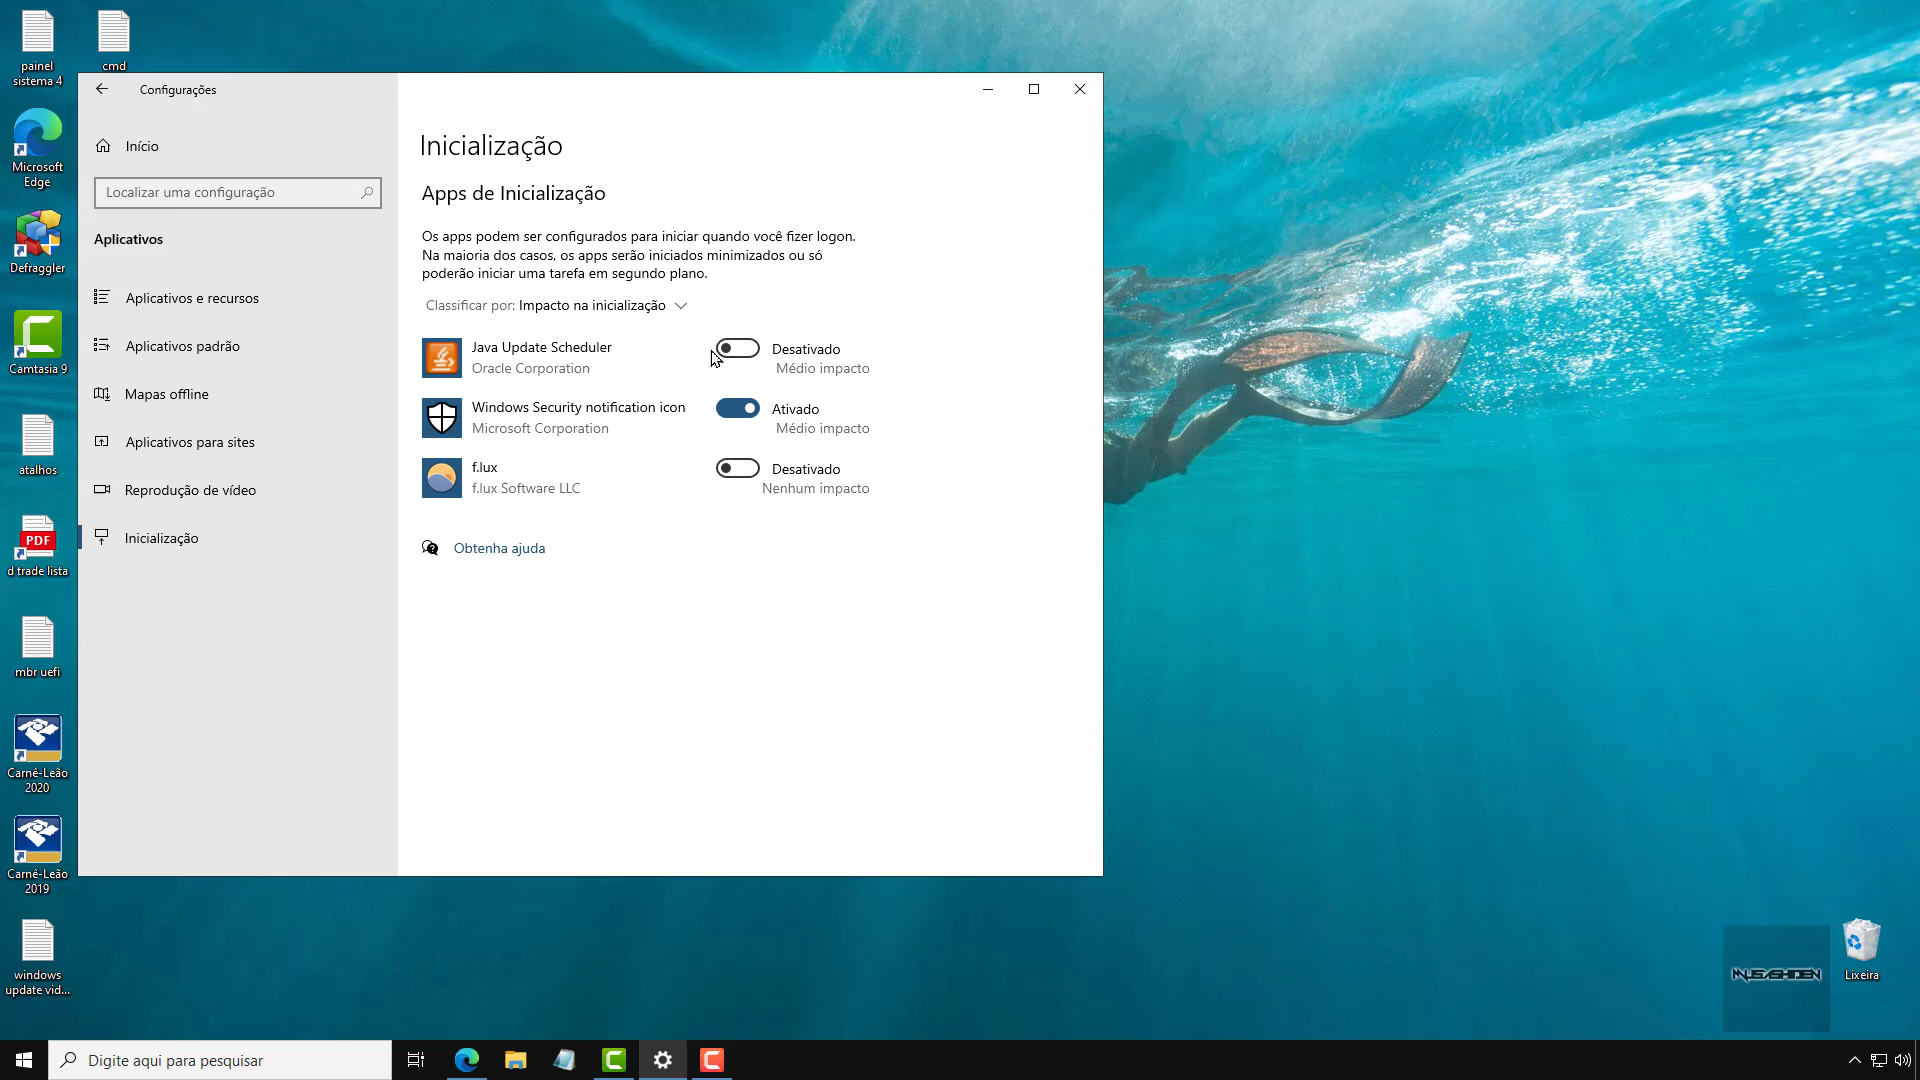 painel
sistema 4
cmd
Microsoft
Edge
Defraggler
Camtasia 9
atalhos
PDF
d trade lista
mbr uefi
Carnê-Leão
2020
Carnê-Leão
2019
windows
update vid...
Configurações
Início
Localizar uma configuração
Aplicativos
Aplicativos e recursos
Aplicativos padrão
Mapas offline
Aplicativos para sites
Reprodução de vídeo
Inicialização
Inicialização
Apps de Inicialização
Os apps podem ser configurados para iniciar quando você fizer logon.
Na maioria dos casos, os apps serão iniciados minimizados ou só
poderão iniciar uma tarefa em segundo plano.
Classificar por: Impacto na inicialização
Java Update Scheduler
Oracle Corporation
Desativado
Médio impacto
Windows Security notification icon
Microsoft Corporation
Ativado
Médio impacto
f.lux
f.lux Software LLC
Desativado
Nenhum impacto
Obtenha ajuda
Lixeira
Digite aqui para pesquisar